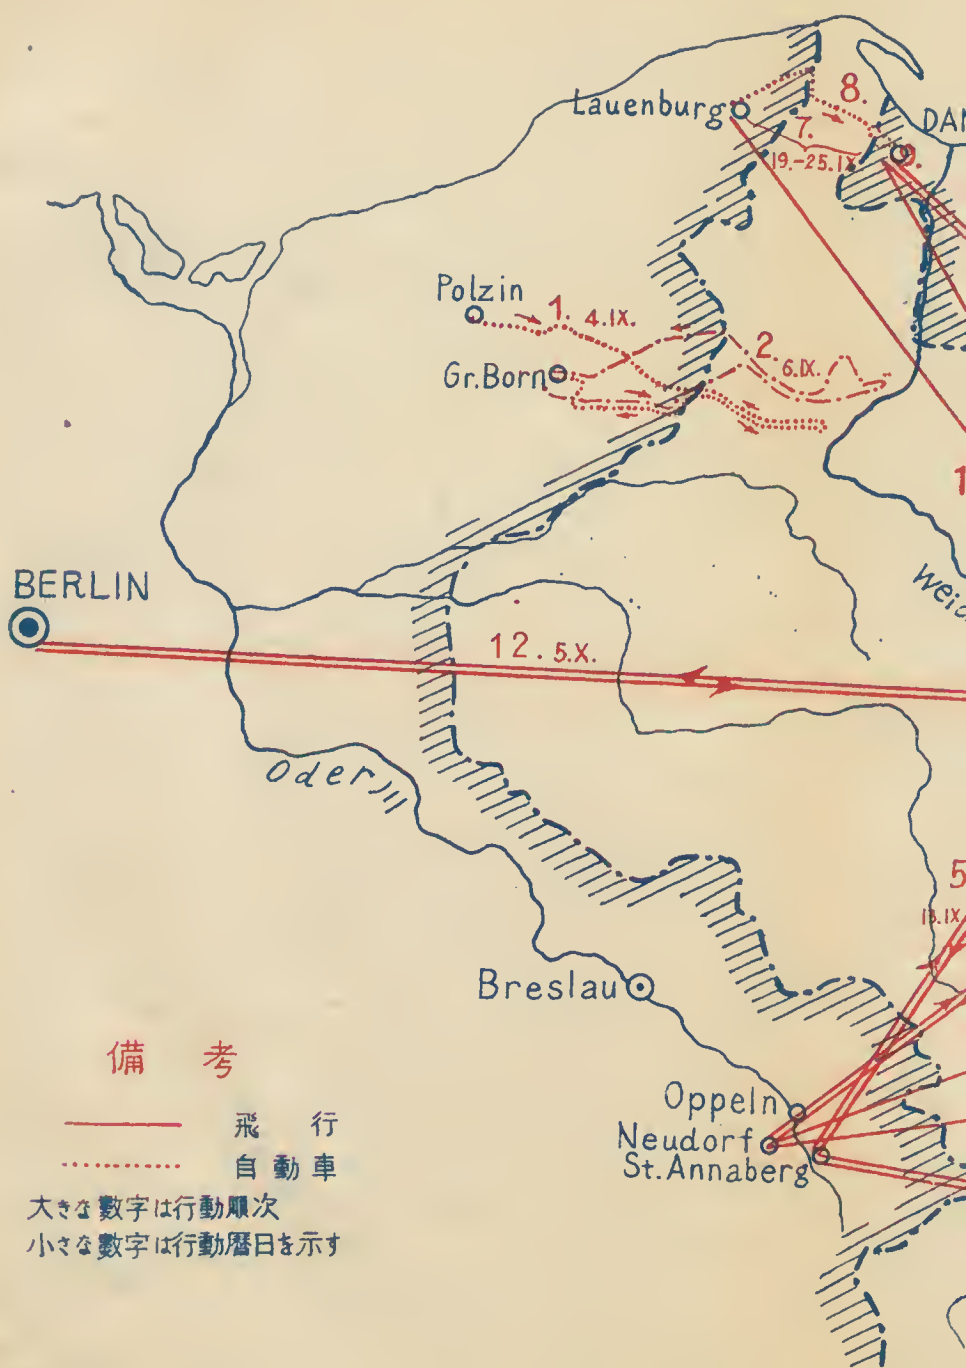 Lauenburg
8.
DAN
7.
19.-25.IX.
9.
Polzin
1. 4.IX.
2. 6.IX.
Gr.Born
1
BERLIN
Weic
12. 5.X.
Oder
5
13.IX
Breslau
備考
Oppeln
飛行
Neudorf
自動車
St.Annaberg
大きな數字は行動順次
小さな數字は行動曆日を示す